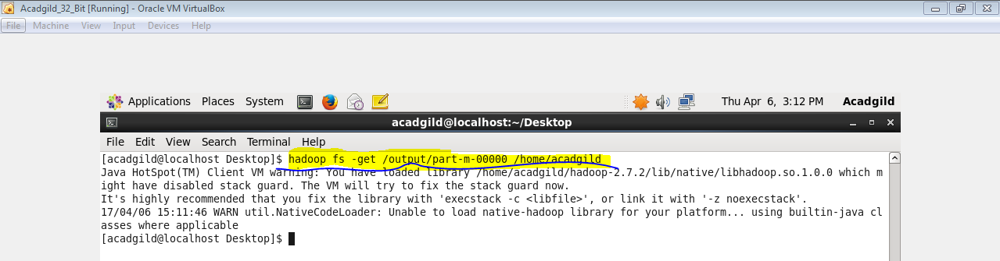 Acadgild_32_Bit [Running] - Oracle VM VirtualBox
File Machine View Input Devices Help
Applications Places System Thu Apr 6, 3:12 PM Acadgild
acadgild@localhost:~/Desktop
File Edit View Search Terminal Help
[acadgild@localhost Desktop]$ hadoop fs -get /output/part-m-00000 /home/acadgild
Java HotSpot(TM) Client VM warning: You have loaded library /home/acadgild/hadoop-2.7.2/lib/native/libhadoop.so.1.0.0 which m
ight have disabled stack guard. The VM will try to fix the stack guard now.
It's highly recommended that you fix the library with 'execstack -c <libfile>', or link it with '-z noexecstack'.
17/04/06 15:11:46 WARN util.NativeCodeLoader: Unable to load native-hadoop library for your platform... using builtin-java cl
asses where applicable
[acadgild@localhost Desktop]$